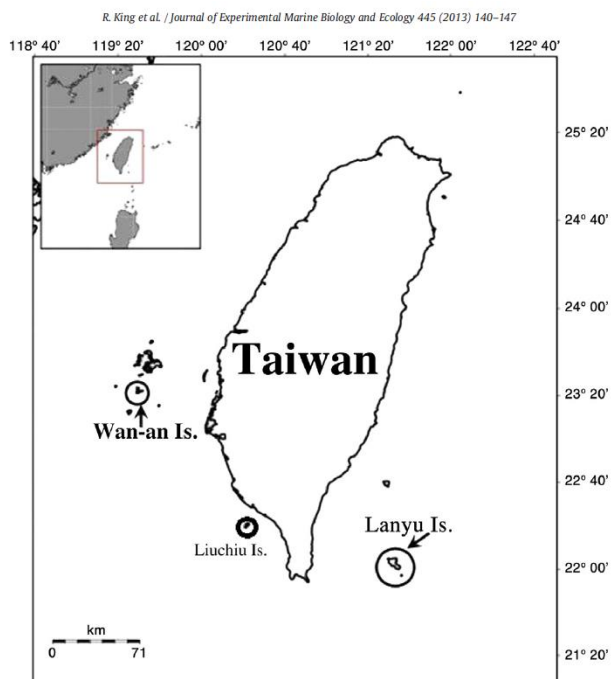 R. King et al. / Journal of Experimental Marine Biology and Ecology 445 (2013) 140–147
118° 40' 119° 20' 120° 00' 120° 40' 121° 20' 122° 00' 122° 40'
25° 20'
24° 40'
24° 00'
Taiwan
23° 20'
Wan-an Is.
22° 40'
Lanyu Is.
Liuchiu Is.
22° 00'
km
0 71
21° 20'